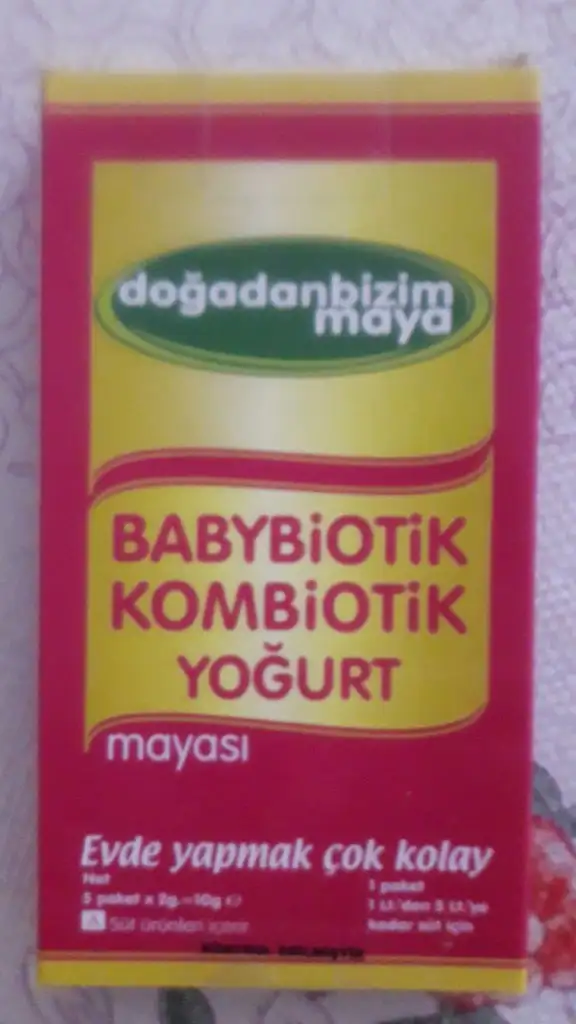 doğadanbizim
maya
BABYBiOTiK
KOMBiOTiK
YOĞURT
mayası
Evde yapmak çok kolay
Net
5 paket x 2g.=10g e
1 paket
1 Lt.'den 5 Lt.'ye
kadar süt için
Süt ürünleri içerir